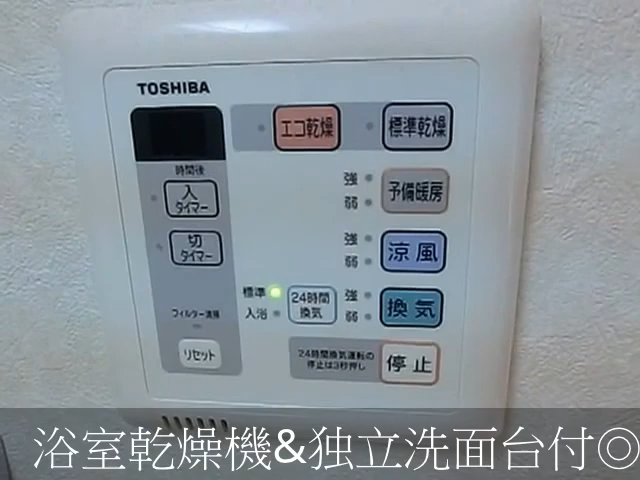 TOSHIBA
エコ乾燥
標準乾燥
時間後
入
タイマー
強
弱
予備暖房
切
タイマー
強
弱
涼風
標準
入浴
24時間
換気
強
弱
換気
フィルター清掃
リセット
24時間換気運転の
停止は3秒押し
停止
浴室乾燥機&独立洗面台付◎